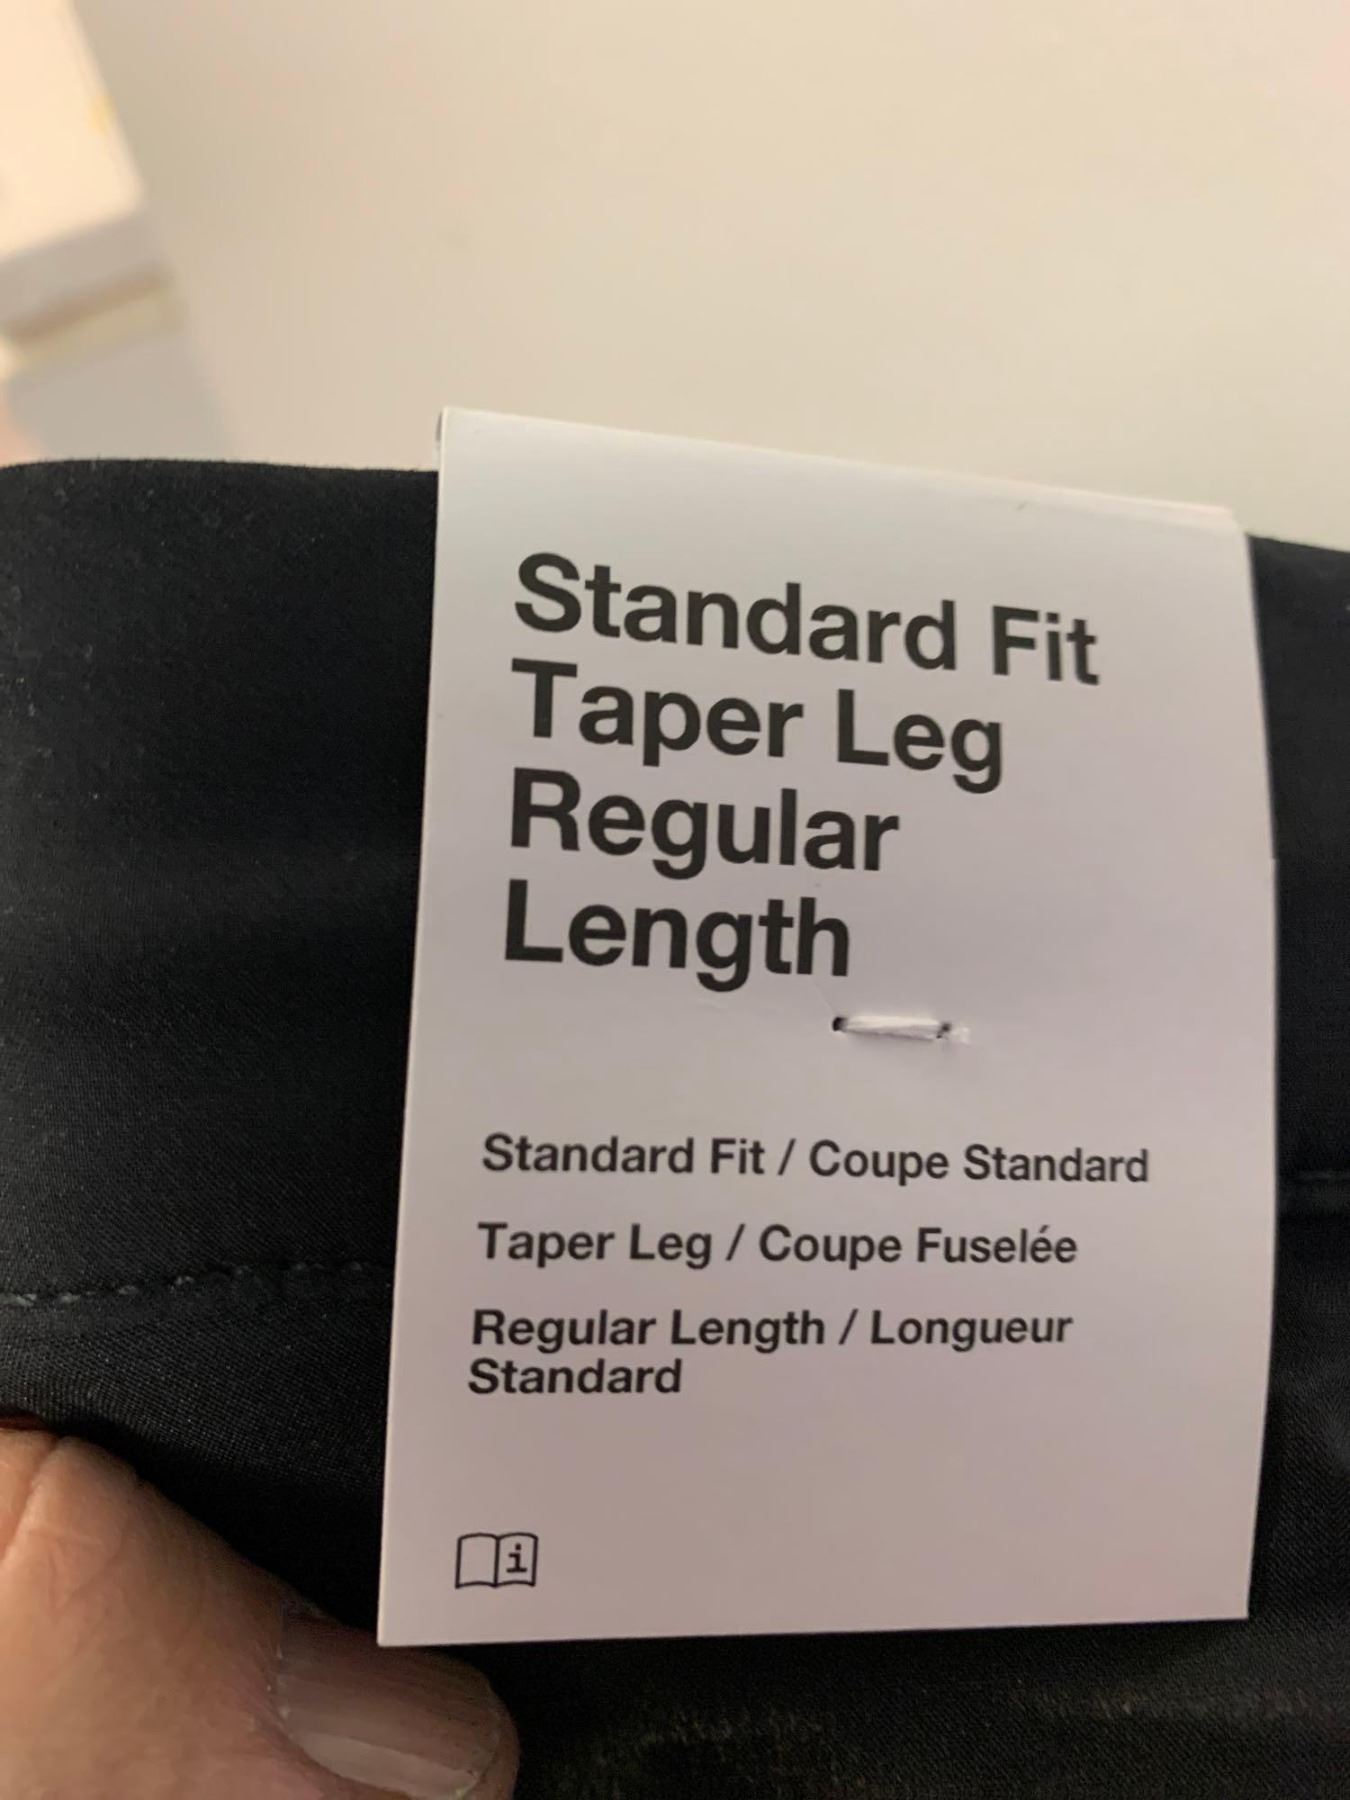 Standard Fit
Taper Leg
Regular
Length
Standard Fit / Coupe Standard
Taper Leg / Coupe Fuselée
Regular Length / Longueur
Standard
i